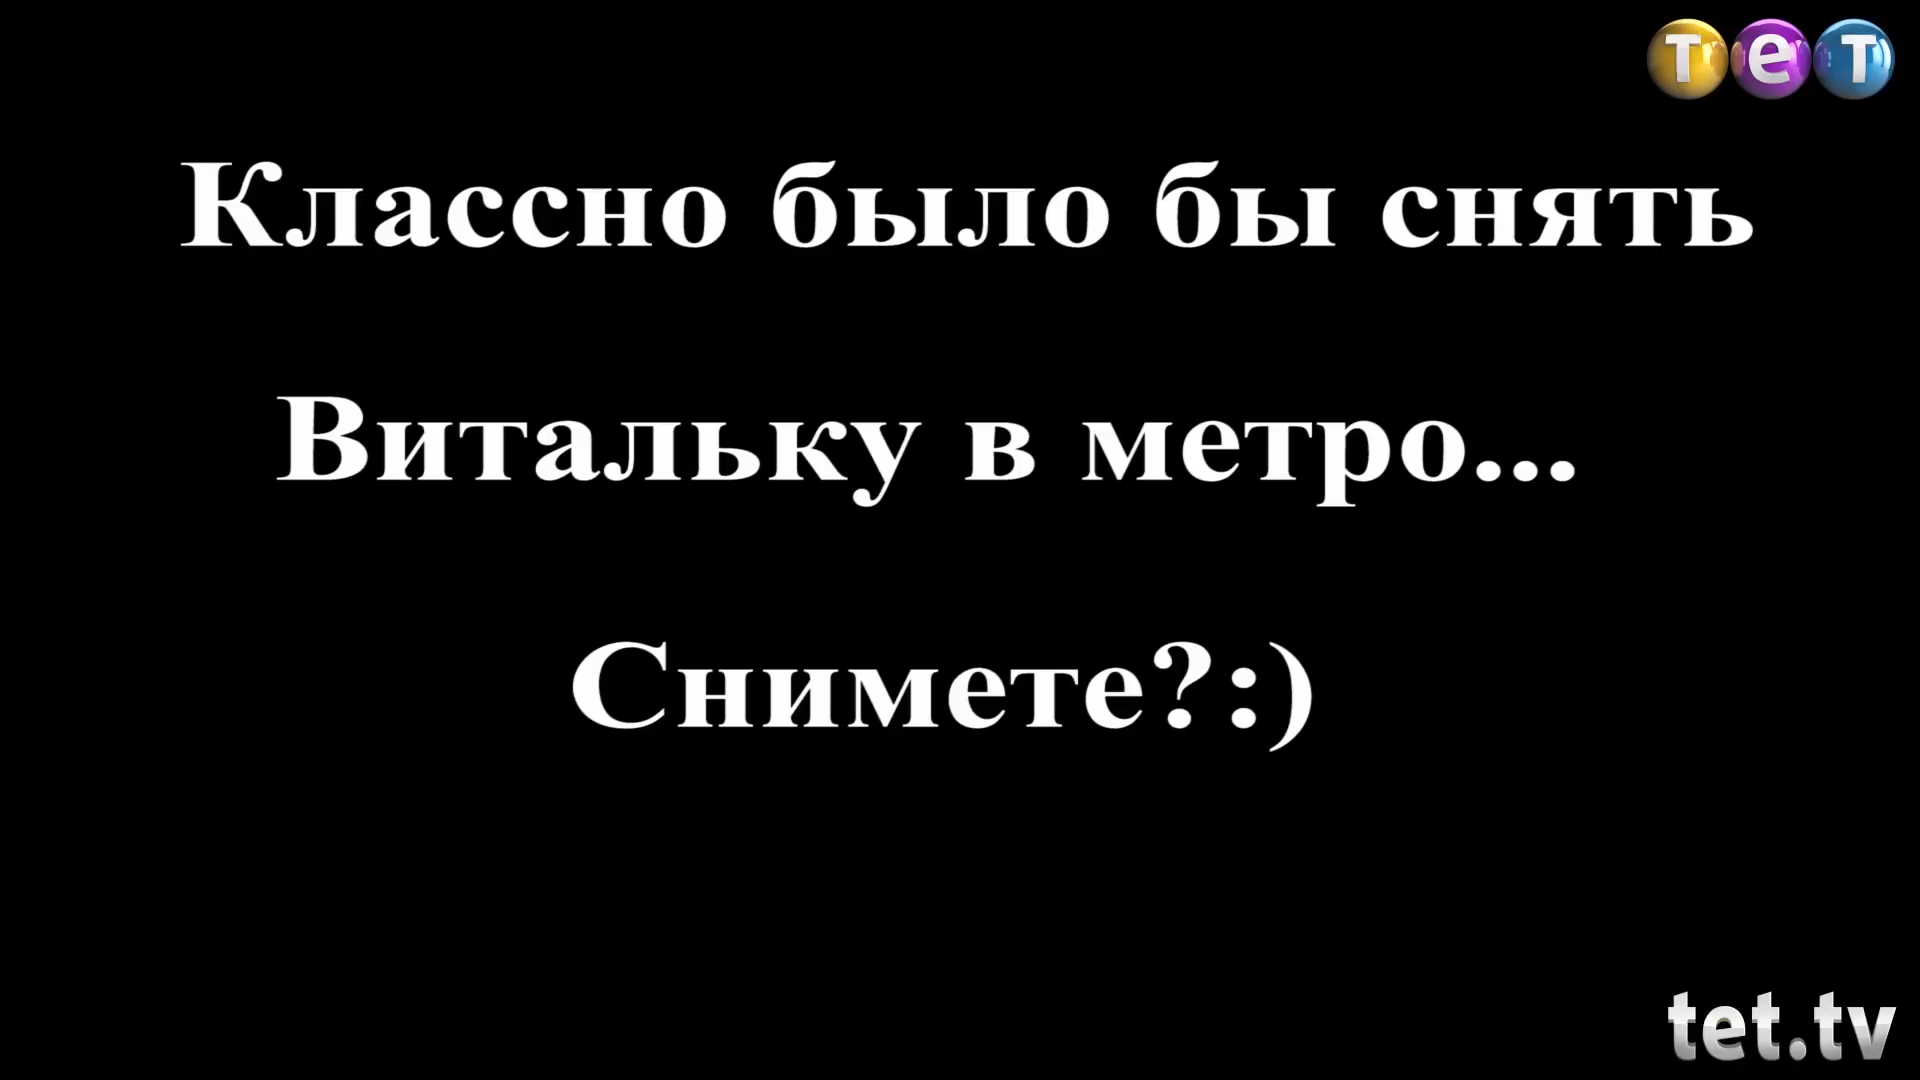 тет
Классно было бы снять
Витальку в метро...
Снимете?:)
tet.tv